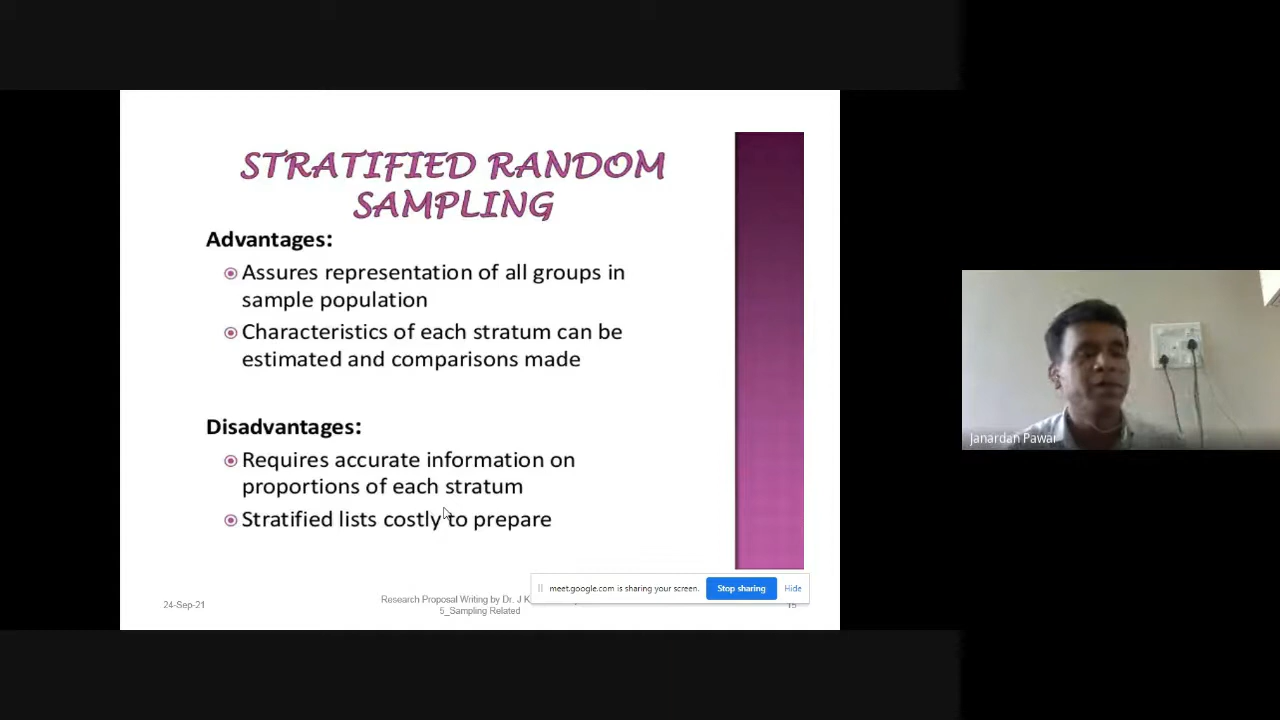 STRATIFIED RANDOM
SAMPLING
Advantages:
Assures representation of all groups in
sample population
Characteristics of each stratum can be
estimated and comparisons made
Disadvantages:
Requires accurate information on
proportions of each stratum
Stratified lists costly to prepare
meet.google.com is sharing your screen.
Stop sharing
Hide
24-Sep-21
Research Proposal Writing by Dr. J K
5_Sampling Related
15
Janardan Pawar